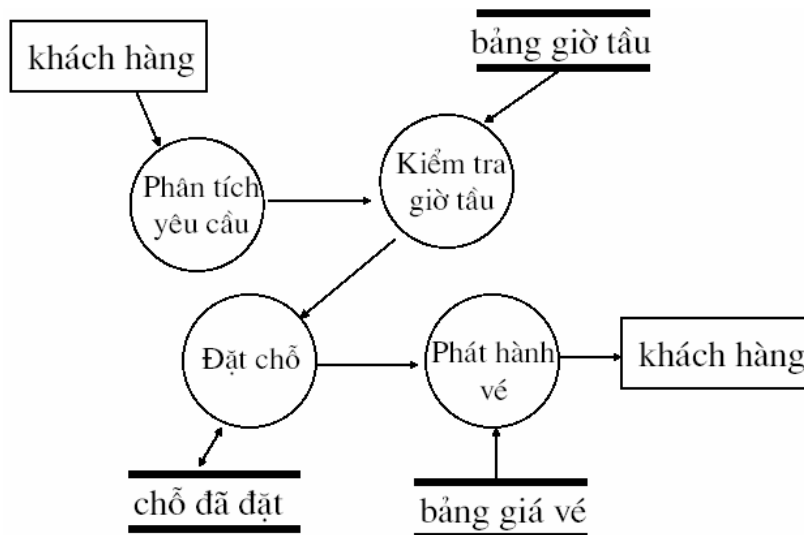 khách hàng
bảng giờ tầu
Phân tích
yêu cầu
Kiểm tra
giờ tầu
Đặt chỗ
Phát hành
vé
khách hàng
chỗ đã đặt
bảng giá vé